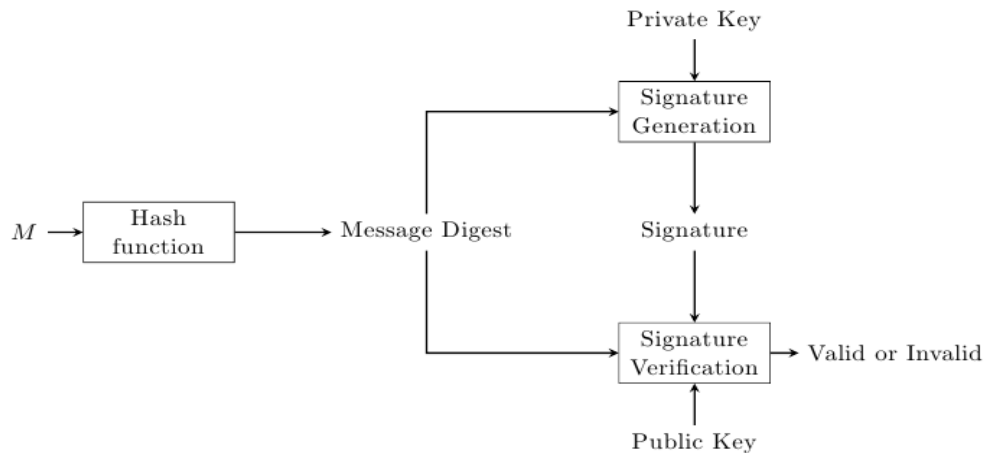 Private Key
Signature
Generation
M
Hash
function
Message Digest
Signature
Signature
Verification
Valid or Invalid
Public Key